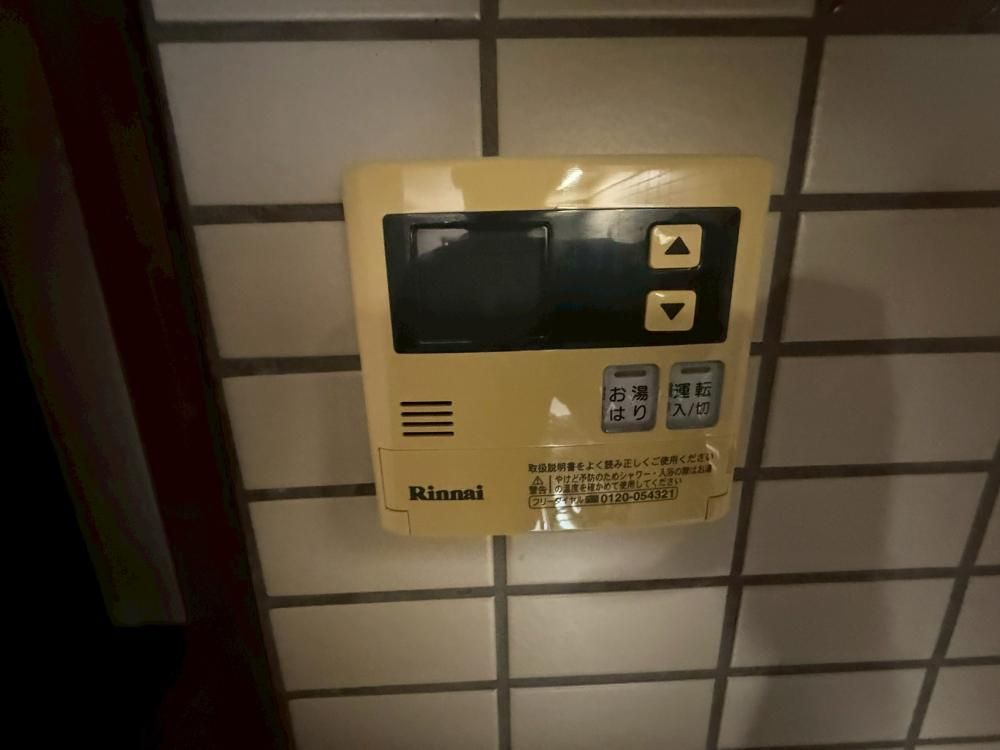 お湯
はり
運転
入/切
取扱説明書をよく読み正しくご使用ください
警告
やけど予防のためシャワー・入浴の際はお湯
の温度を確かめて使用してください
フリーダイヤル 0120-054321
Rinnai